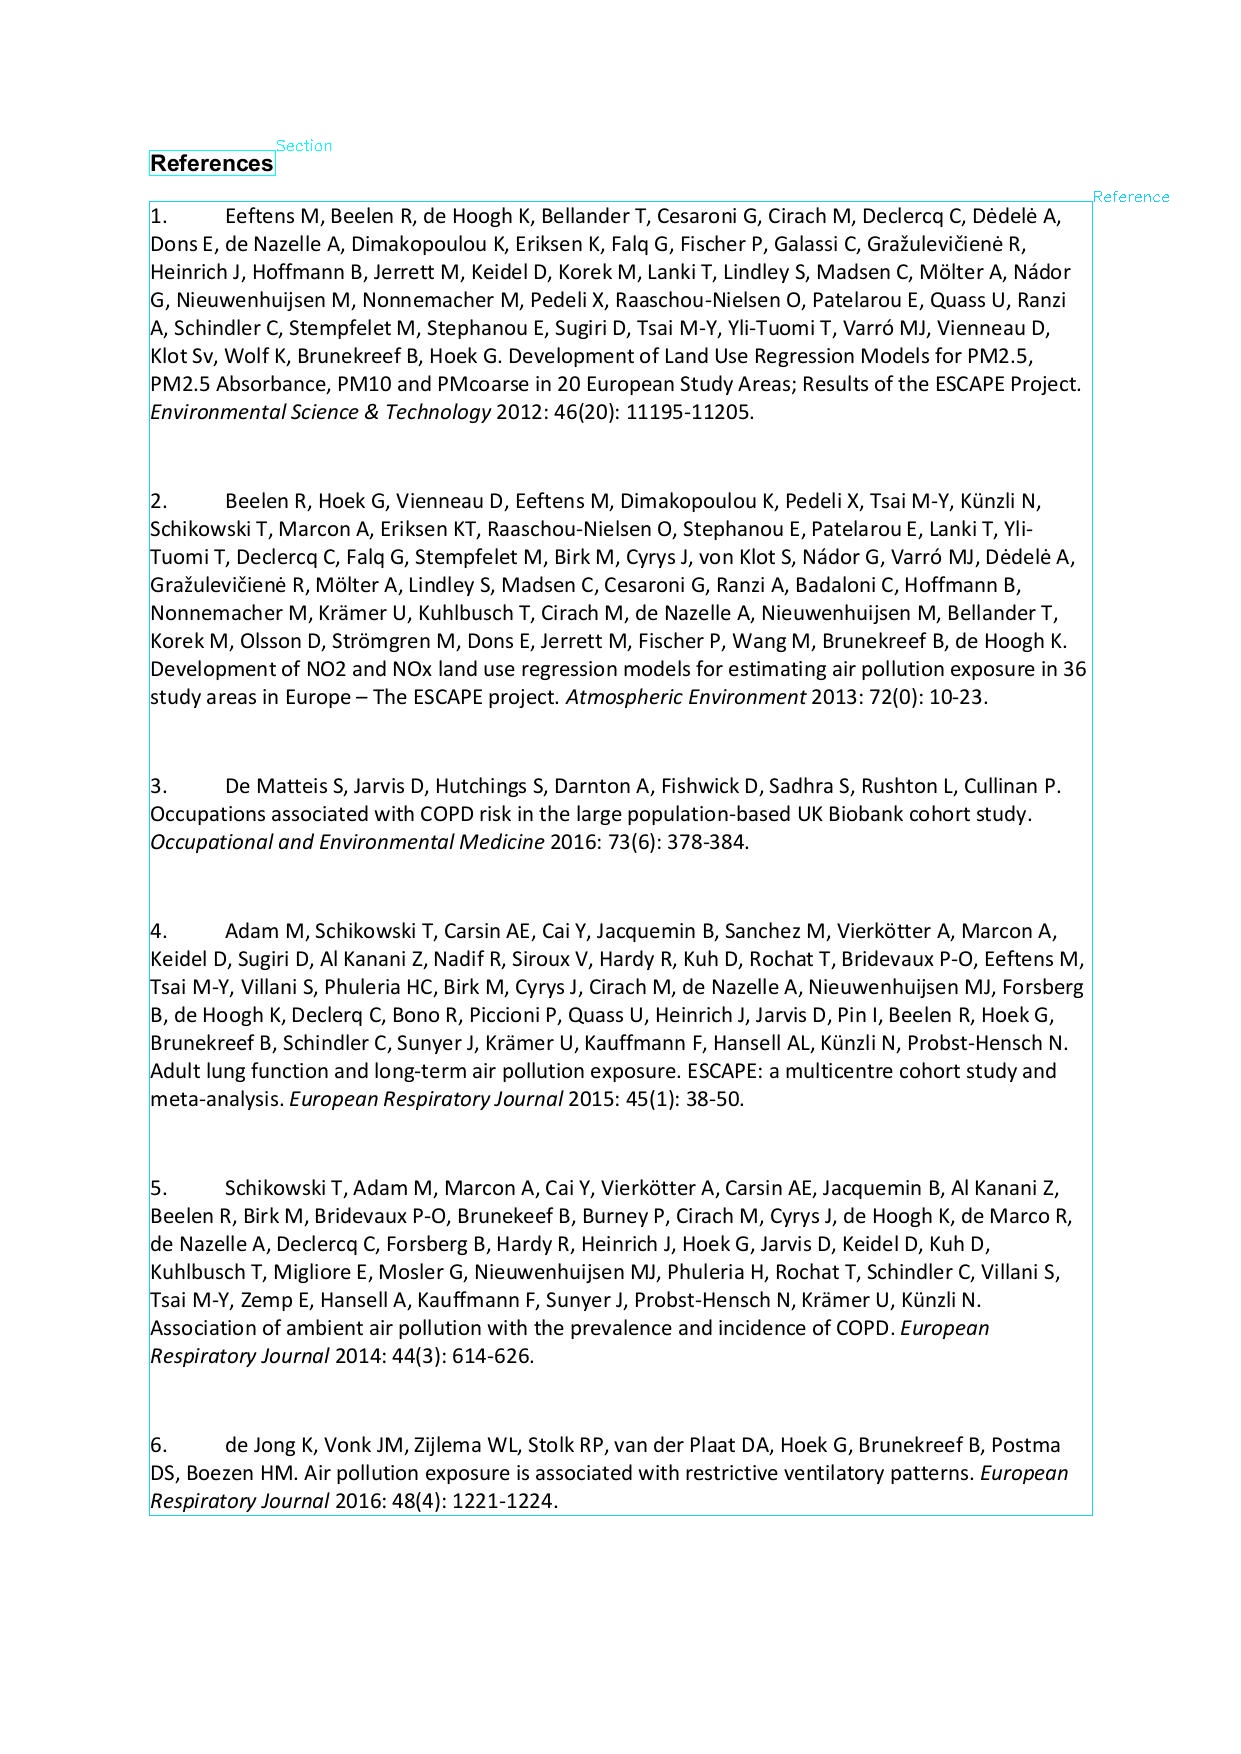 Section
References
Reference
1. Eeftens M, Beelen R, de Hoogh K, Bellander T, Cesaroni G, Cirach M, Declercq C, Dėdelė A,
Dons E, de Nazelle A, Dimakopoulou K, Eriksen K, Falq G, Fischer P, Galassi C, Gražulevičienė R,
Heinrich J, Hoffmann B, Jerrett M, Keidel D, Korek M, Lanki T, Lindley S, Madsen C, Mölter A, Nádor
G, Nieuwenhuijsen M, Nonnemacher M, Pedeli X, Raaschou-Nielsen O, Patelarou E, Quass U, Ranzi
A, Schindler C, Stempfelet M, Stephanou E, Sugiri D, Tsai M-Y, Yli-Tuomi T, Varró MJ, Vienneau D,
Klot Sv, Wolf K, Brunekreef B, Hoek G. Development of Land Use Regression Models for PM2.5,
PM2.5 Absorbance, PM10 and PMcoarse in 20 European Study Areas; Results of the ESCAPE Project.
Environmental Science & Technology 2012: 46(20): 11195-11205.
2. Beelen R, Hoek G, Vienneau D, Eeftens M, Dimakopoulou K, Pedeli X, Tsai M-Y, Künzli N,
Schikowski T, Marcon A, Eriksen KT, Raaschou-Nielsen O, Stephanou E, Patelarou E, Lanki T, Yli-
Tuomi T, Declercq C, Falq G, Stempfelet M, Birk M, Cyrys J, von Klot S, Nádor G, Varró MJ, Dėdelė A,
Gražulevičienė R, Mölter A, Lindley S, Madsen C, Cesaroni G, Ranzi A, Badaloni C, Hoffmann B,
Nonnemacher M, Krämer U, Kuhlbusch T, Cirach M, de Nazelle A, Nieuwenhuijsen M, Bellander T,
Korek M, Olsson D, Strömgren M, Dons E, Jerrett M, Fischer P, Wang M, Brunekreef B, de Hoogh K.
Development of NO2 and NOx land use regression models for estimating air pollution exposure in 36
study areas in Europe – The ESCAPE project. Atmospheric Environment 2013: 72(0): 10-23.
3. De Matteis S, Jarvis D, Hutchings S, Darnton A, Fishwick D, Sadhra S, Rushton L, Cullinan P.
Occupations associated with COPD risk in the large population-based UK Biobank cohort study.
Occupational and Environmental Medicine 2016: 73(6): 378-384.
4. Adam M, Schikowski T, Carsin AE, Cai Y, Jacquemin B, Sanchez M, Vierkötter A, Marcon A,
Keidel D, Sugiri D, Al Kanani Z, Nadif R, Siroux V, Hardy R, Kuh D, Rochat T, Bridevaux P-O, Eeftens M,
Tsai M-Y, Villani S, Phuleria HC, Birk M, Cyrys J, Cirach M, de Nazelle A, Nieuwenhuijsen MJ, Forsberg
B, de Hoogh K, Declerq C, Bono R, Piccioni P, Quass U, Heinrich J, Jarvis D, Pin I, Beelen R, Hoek G,
Brunekreef B, Schindler C, Sunyer J, Krämer U, Kauffmann F, Hansell AL, Künzli N, Probst-Hensch N.
Adult lung function and long-term air pollution exposure. ESCAPE: a multicentre cohort study and
meta-analysis. European Respiratory Journal 2015: 45(1): 38-50.
5. Schikowski T, Adam M, Marcon A, Cai Y, Vierkötter A, Carsin AE, Jacquemin B, Al Kanani Z,
Beelen R, Birk M, Bridevaux P-O, Brunekeef B, Burney P, Cirach M, Cyrys J, de Hoogh K, de Marco R,
de Nazelle A, Declercq C, Forsberg B, Hardy R, Heinrich J, Hoek G, Jarvis D, Keidel D, Kuh D,
Kuhlbusch T, Migliore E, Mosler G, Nieuwenhuijsen MJ, Phuleria H, Rochat T, Schindler C, Villani S,
Tsai M-Y, Zemp E, Hansell A, Kauffmann F, Sunyer J, Probst-Hensch N, Krämer U, Künzli N.
Association of ambient air pollution with the prevalence and incidence of COPD. European
Respiratory Journal 2014: 44(3): 614-626.
6. de Jong K, Vonk JM, Zijlema WL, Stolk RP, van der Plaat DA, Hoek G, Brunekreef B, Postma
DS, Boezen HM. Air pollution exposure is associated with restrictive ventilatory patterns. European
Respiratory Journal 2016: 48(4): 1221-1224.